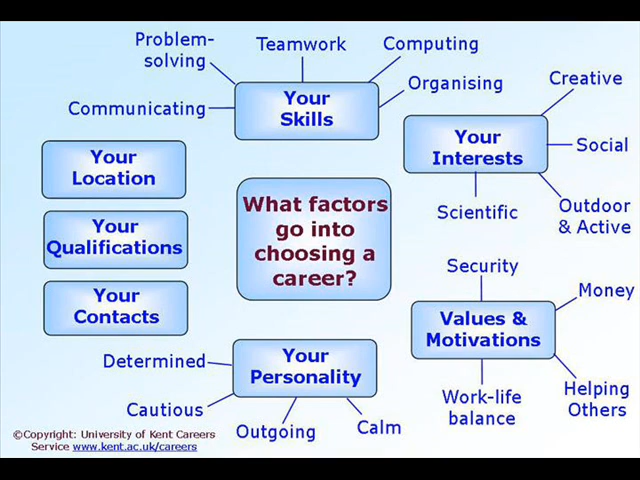 Problem-
solving
Teamwork
Computing
Communicating
Your
Skills
Organising
Creative
Your
Interests
Social
Scientific
Outdoor
& Active
Your
Location
Your
Qualifications
Your
Contacts
What factors
go into
choosing a
career?
Security
Money
Values &
Motivations
Work-life
balance
Helping
Others
Determined
Your
Personality
Cautious
Outgoing
Calm
©Copyright: University of Kent Careers
Service www.kent.ac.uk/careers